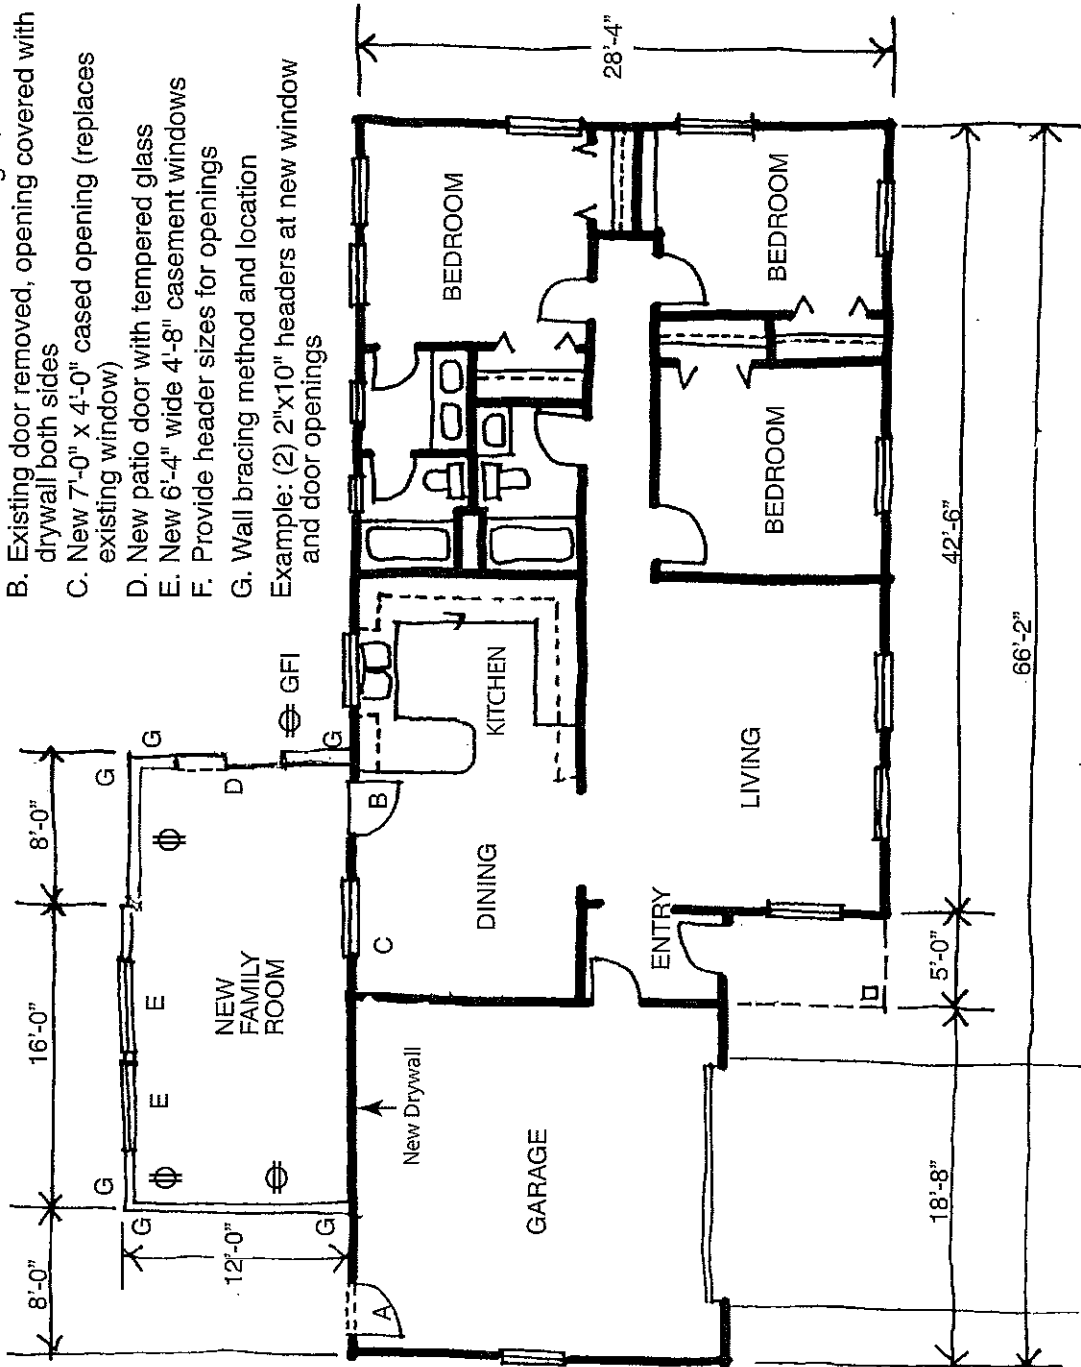 B. Existing door removed, opening covered with
drywall both sides
C. New 7'-0" x 4'-0" cased opening (replaces
existing window)
D. New patio door with tempered glass
E. New 6'-4" wide 4'-8" casement windows
F. Provide header sizes for openings
G. Wall bracing method and location
Example: (2) 2"x10" headers at new window
and door openings
8'-0"
16'-0"
8'-0"
12'-0"
28'-4"
G
G
G
G
G
G
E
E
D
GFI
NEW
FAMILY
ROOM
A
B
C
New Drywall
GARAGE
DINING
KITCHEN
ENTRY
LIVING
BEDROOM
BEDROOM
BEDROOM
18'-8"
5'-0"
42'-6"
66'-2"